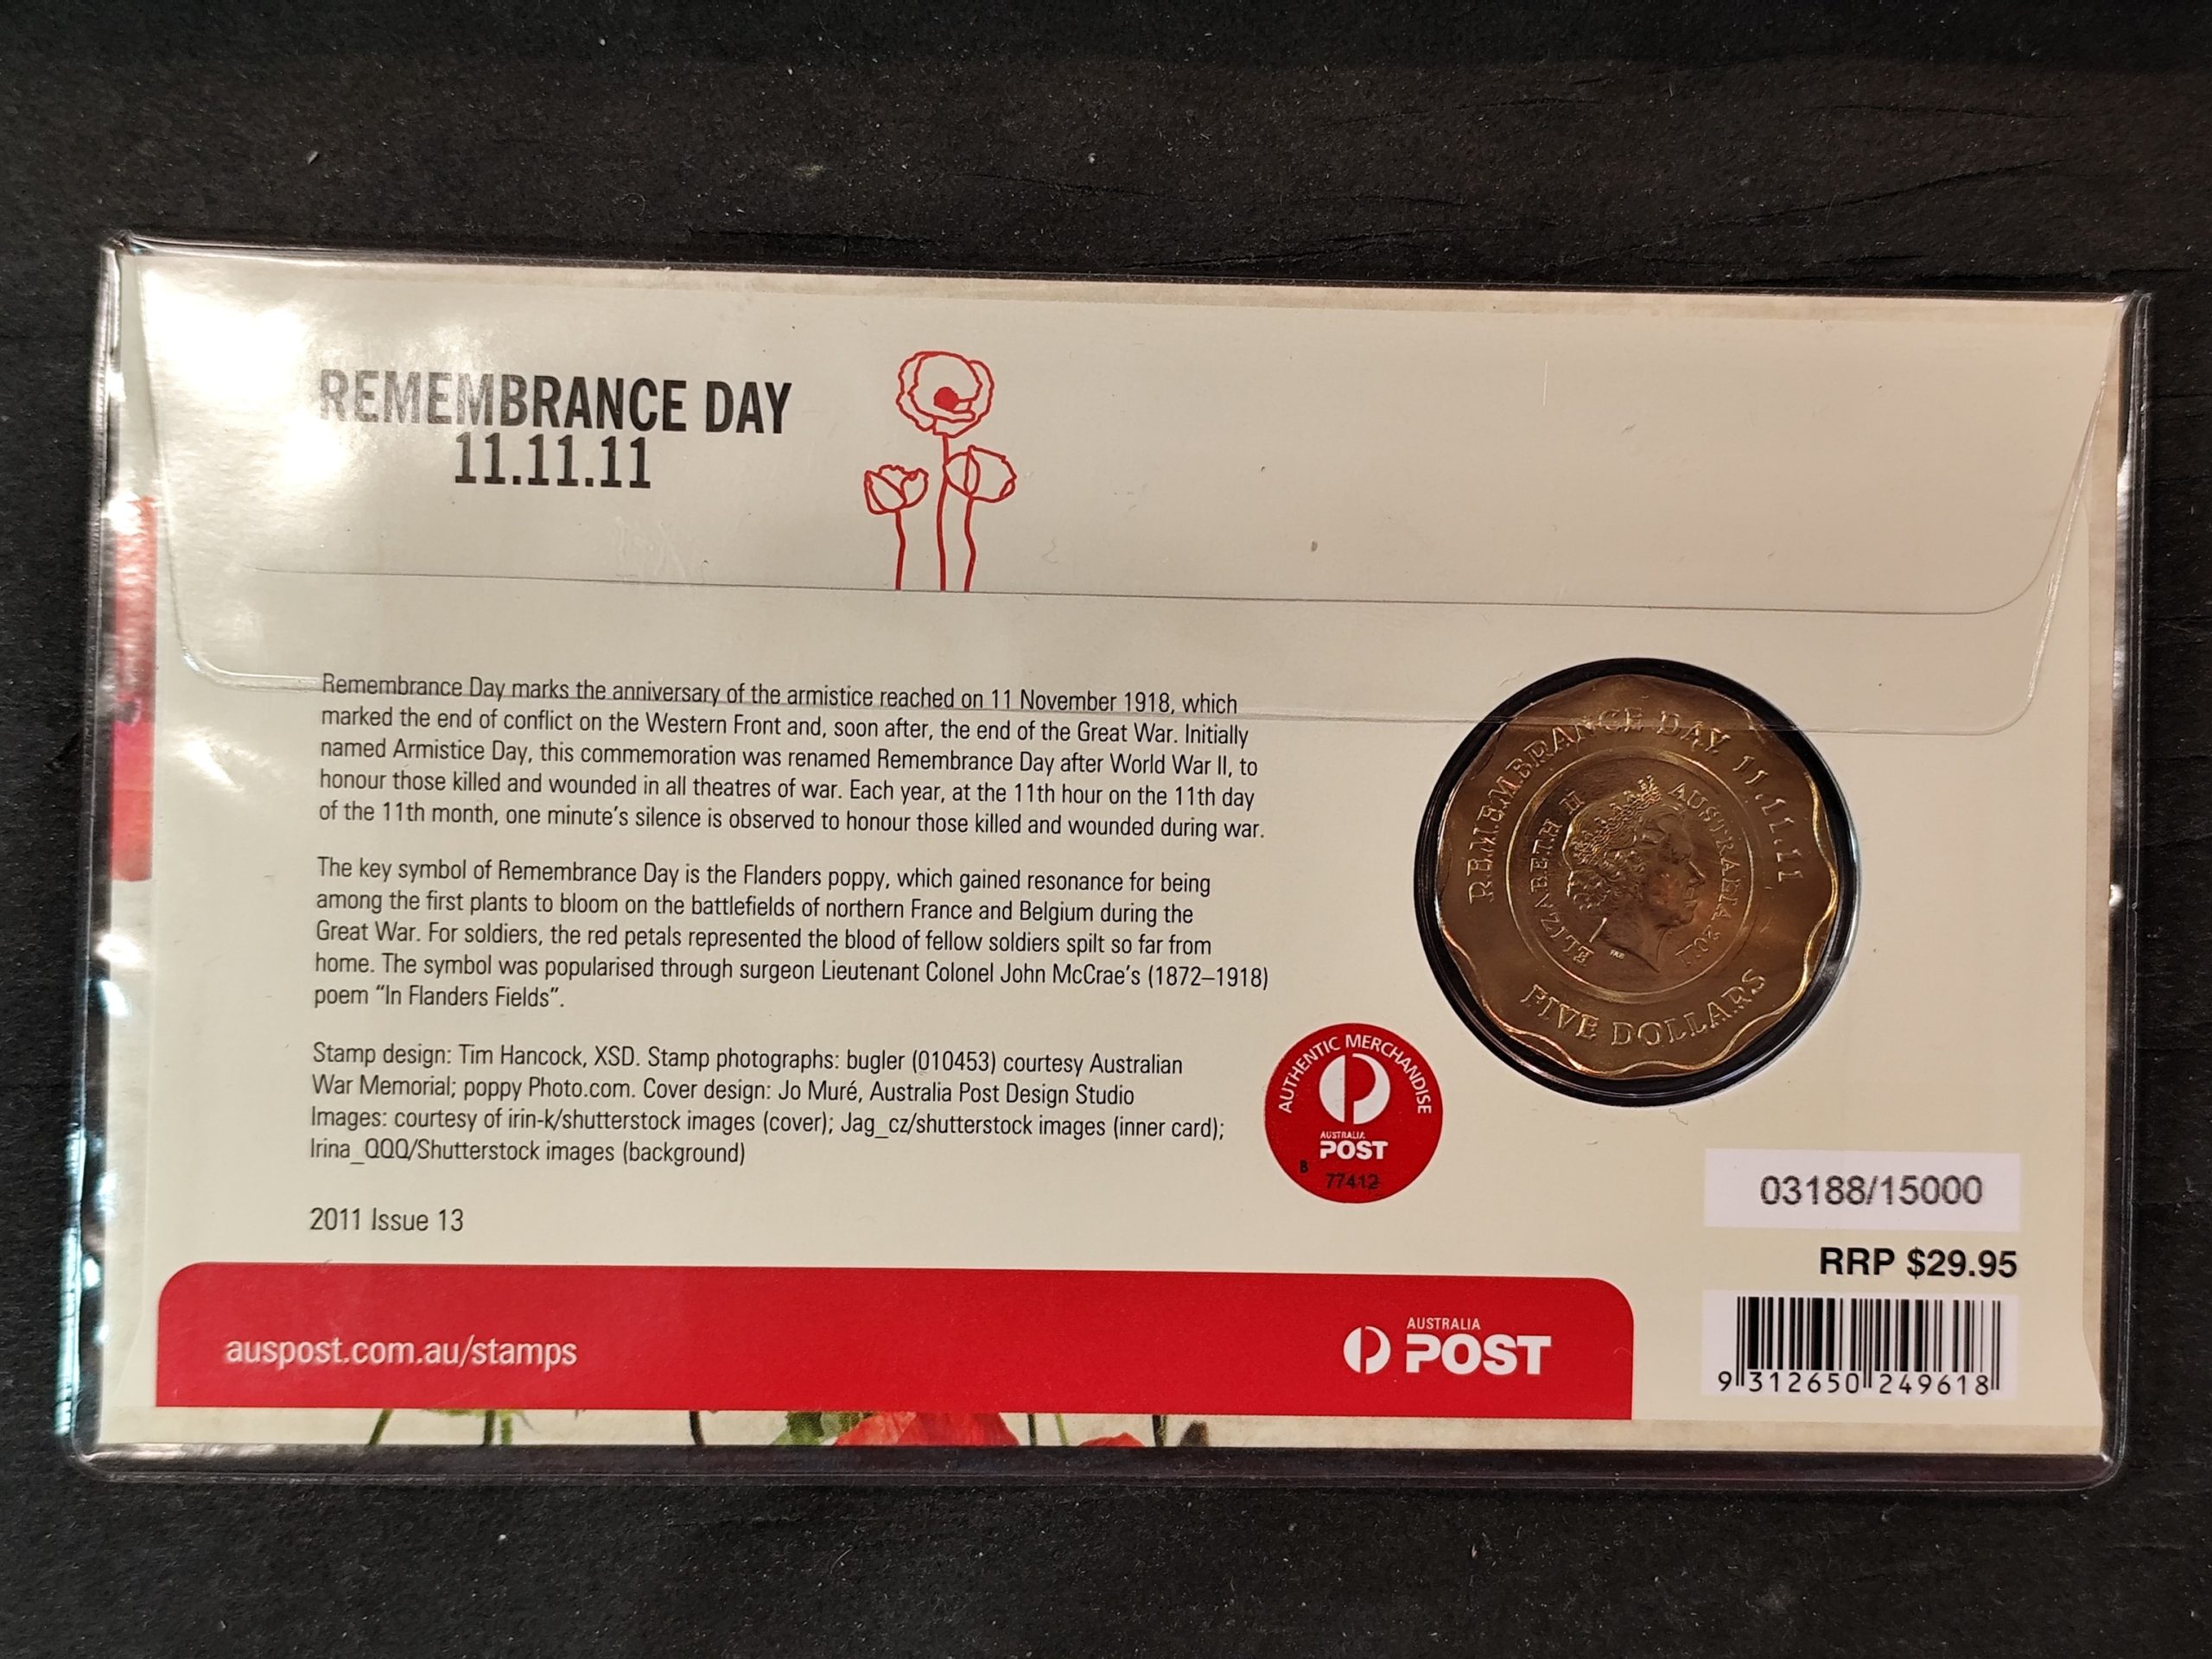 REMEMBRANCE DAY
11.11.11
Remembrance Day marks the anniversary of the armistice reached on 11 November 1918, which
marked the end of conflict on the Western Front and, soon after, the end of the Great War. Initially
named Armistice Day, this commemoration was renamed Remembrance Day after World War II, to
honour those killed and wounded in all theatres of war. Each year, at the 11th hour on the 11th day
of the 11th month, one minute's silence is observed to honour those killed and wounded during war.
The key symbol of Remembrance Day is the Flanders poppy, which gained resonance for being
among the first plants to bloom on the battlefields of northern France and Belgium during the
Great War. For soldiers, the red petals represented the blood of fellow soldiers spilt so far from
home. The symbol was popularised through surgeon Lieutenant Colonel John McCrae's (1872–1918)
poem “In Flanders Fields”.
Stamp design: Tim Hancock, XSD. Stamp photographs: bugler (010453) courtesy Australian
War Memorial; poppy Photo.com. Cover design: Jo Muré, Australia Post Design Studio
Images: courtesy of irin-k/shutterstock images (cover); Jag_cz/shutterstock images (inner card);
Irina_QQQ/Shutterstock images (background)
2011 Issue 13
REMEMBRANCE DAY 11.11.11
ELIZABETH II AUSTRALIA 2011
IRB
FIVE DOLLARS
AUTHENTIC MERCHANDISE
AUSTRALIA
POST
B
77412
03188/15000
RRP $29.95
9 312650 249618
auspost.com.au/stamps
AUSTRALIA
POST